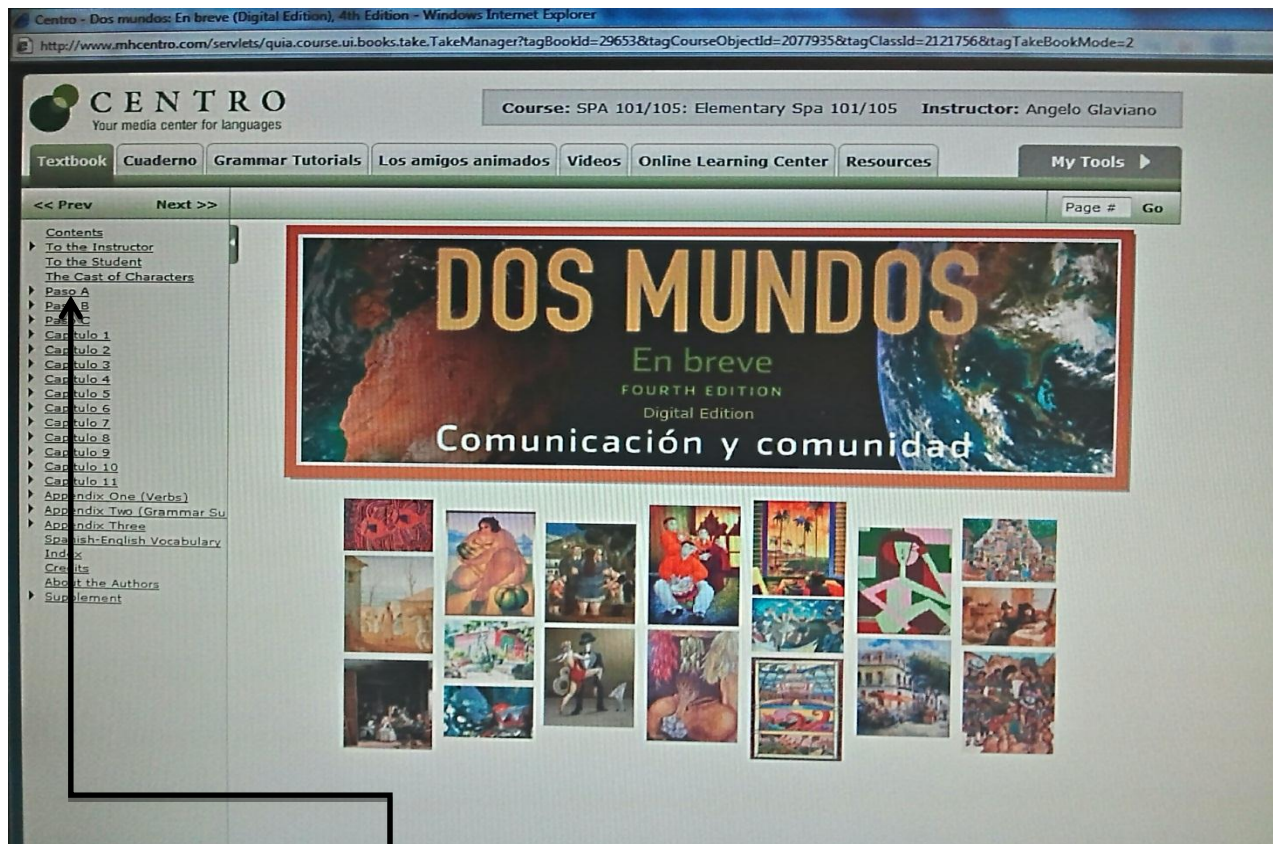 Centro - Dos mundos: En breve (Digital Edition), 4th Edition - Windows Internet Explorer
http://www.mhcentro.com/servlets/quia.course.ui.books.take.TakeManager?tagBookId=29653&tagCourseObjectId=2077935&tagClassId=2121756&tagTakeBookMode=2
CENTRO
Your media center for languages
Course: SPA 101/105: Elementary Spa 101/105 Instructor: Angelo Glaviano
Textbook Cuaderno Grammar Tutorials Los amigos animados Videos Online Learning Center Resources My Tools
<< Prev Next >> Page # Go
Contents
To the Instructor
To the Student
The Cast of Characters
Paso A
Paso B
Paso C
Capítulo 1
Capítulo 2
Capítulo 3
Capítulo 4
Capítulo 5
Capítulo 6
Capítulo 7
Capítulo 8
Capítulo 9
Capítulo 10
Capítulo 11
Appendix One (Verbs)
Appendix Two (Grammar Su
Appendix Three
Spanish-English Vocabulary
Index
Credits
About the Authors
Supplement
DOS MUNDOS
En breve
FOURTH EDITION
Digital Edition
Comunicación y comunidad